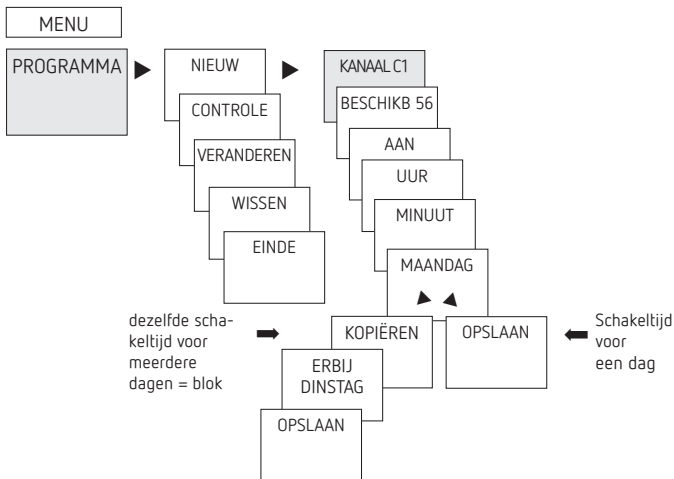 MENU
PROGRAMMA
NIEUW
CONTROLE
VERANDEREN
WISSEN
EINDE
KANAAL C1
BESCHIKB 56
AAN
UUR
MINUUT
MAANDAG
dezelfde scha-
keltijd voor
meerdere
dagen = blok
KOPIËREN
ERBIJ
DINSTAG
OPSLAAN
OPSLAAN
Schakeltijd
voor
een dag